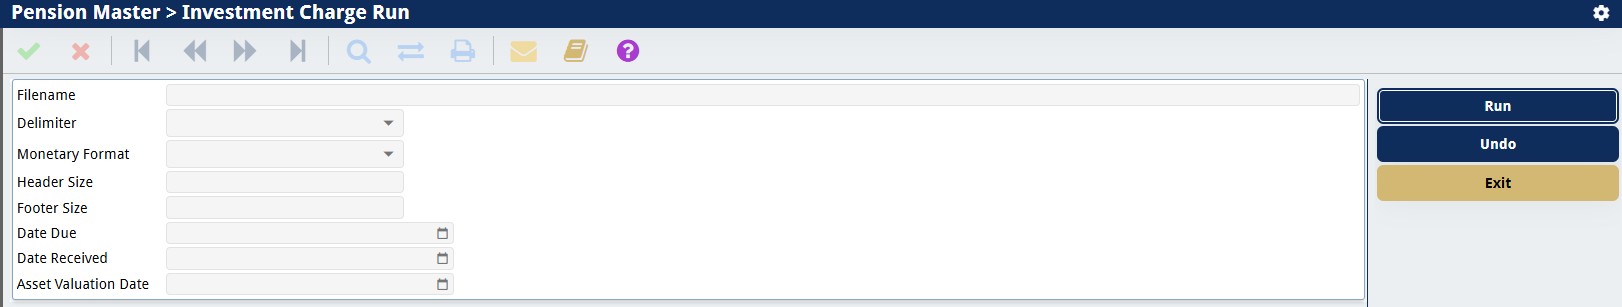 Pension Master > Investment Charge Run
?
Filename
Run
Delimiter
Undo
Monetary Format
Header Size
Exit
Footer Size
Date Due
Date Received
Asset Valuation Date